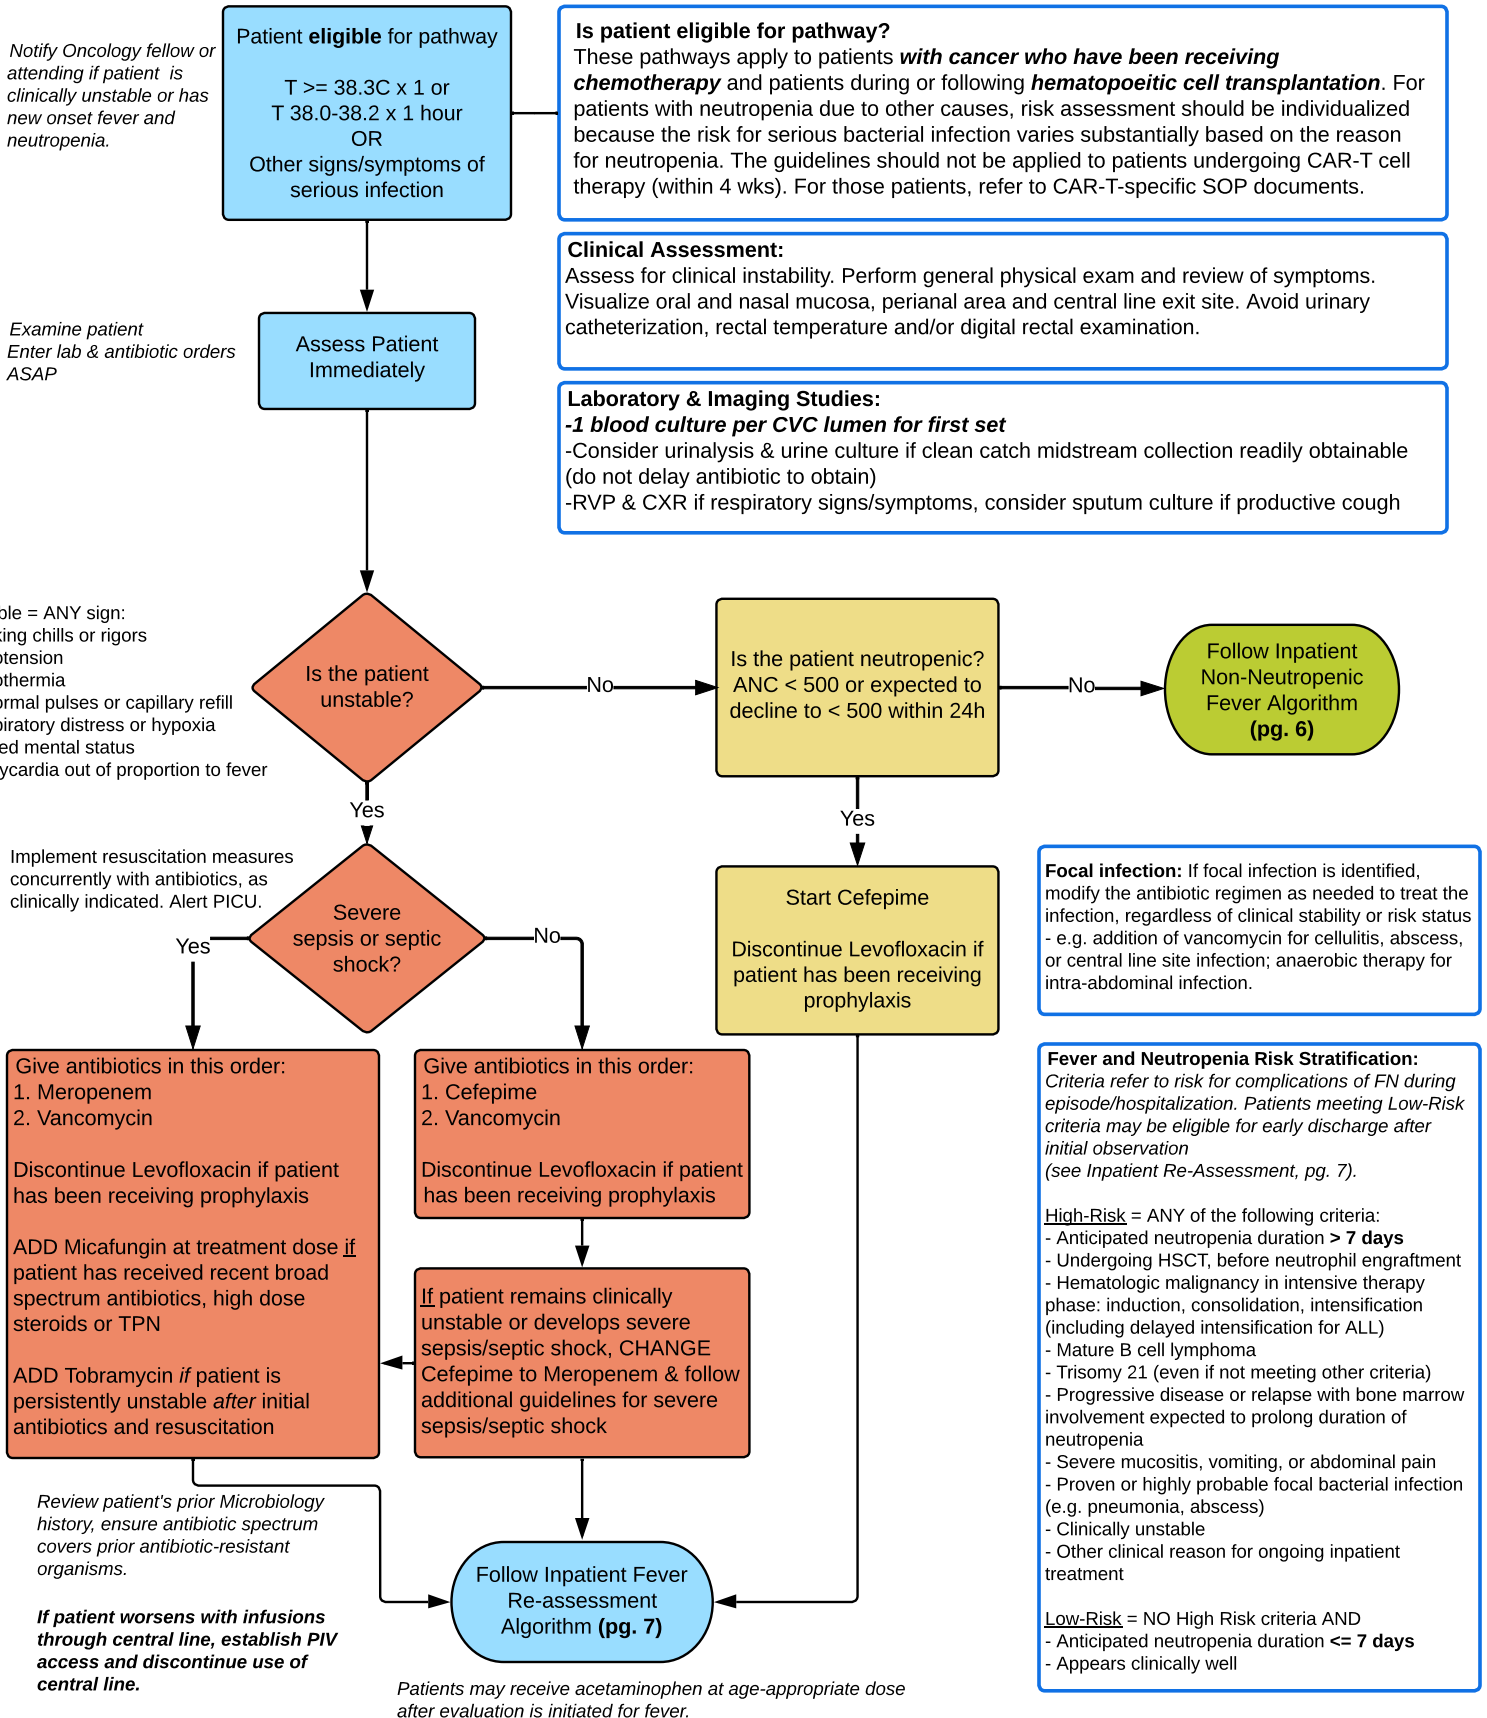 Notify Oncology fellow or
attending if patient is
clinically unstable or has
new onset fever and
neutropenia.
Patient eligible for pathway
T >= 38.3C x 1 or
T 38.0-38.2 x 1 hour
OR
Other signs/symptoms of
serious infection
Is patient eligible for pathway?
These pathways apply to patients with cancer who have been receiving
chemotherapy and patients during or following hematopoeitic cell transplantation. For
patients with neutropenia due to other causes, risk assessment should be individualized
because the risk for serious bacterial infection varies substantially based on the reason
for neutropenia. The guidelines should not be applied to patients undergoing CAR-T cell
therapy (within 4 wks). For those patients, refer to CAR-T-specific SOP documents.
Clinical Assessment:
Assess for clinical instability. Perform general physical exam and review of symptoms.
Visualize oral and nasal mucosa, perianal area and central line exit site. Avoid urinary
catheterization, rectal temperature and/or digital rectal examination.
Examine patient
Enter lab & antibiotic orders
ASAP
Assess Patient
Immediately
Laboratory & Imaging Studies:
-1 blood culture per CVC lumen for first set
-Consider urinalysis & urine culture if clean catch midstream collection readily obtainable
(do not delay antibiotic to obtain)
-RVP & CXR if respiratory signs/symptoms, consider sputum culture if productive cough
= ANY sign:
chills or rigors
pulses or capillary refill
distress or hypoxia
mental status
out of proportion to fever
Is the patient
unstable?
No
Is the patient neutropenic?
ANC < 500 or expected to
decline to < 500 within 24h
No
Follow Inpatient
Non-Neutropenic
Fever Algorithm
(pg. 6)
Yes
Yes
Implement resuscitation measures
concurrently with antibiotics, as
clinically indicated. Alert PICU.
Severe
sepsis or septic
shock?
Yes
No
Start Cefepime
Discontinue Levofloxacin if
patient has been receiving
prophylaxis
Focal infection: If focal infection is identified,
modify the antibiotic regimen as needed to treat the
infection, regardless of clinical stability or risk status
- e.g. addition of vancomycin for cellulitis, abscess,
or central line site infection; anaerobic therapy for
intra-abdominal infection.
Give antibiotics in this order:
1. Meropenem
2. Vancomycin
Discontinue Levofloxacin if patient
has been receiving prophylaxis
ADD Micafungin at treatment dose if
patient has received recent broad
spectrum antibiotics, high dose
steroids or TPN
ADD Tobramycin if patient is
persistently unstable after initial
antibiotics and resuscitation
Give antibiotics in this order:
1. Cefepime
2. Vancomycin
Discontinue Levofloxacin if patient
has been receiving prophylaxis
If patient remains clinically
unstable or develops severe
sepsis/septic shock, CHANGE
Cefepime to Meropenem & follow
additional guidelines for severe
sepsis/septic shock
Fever and Neutropenia Risk Stratification:
Criteria refer to risk for complications of FN during
episode/hospitalization. Patients meeting Low-Risk
criteria may be eligible for early discharge after
initial observation
(see Inpatient Re-Assessment, pg. 7).
High-Risk = ANY of the following criteria:
- Anticipated neutropenia duration > 7 days
- Undergoing HSCT, before neutrophil engraftment
- Hematologic malignancy in intensive therapy
phase: induction, consolidation, intensification
(including delayed intensification for ALL)
- Mature B cell lymphoma
- Trisomy 21 (even if not meeting other criteria)
- Progressive disease or relapse with bone marrow
involvement expected to prolong duration of
neutropenia
- Severe mucositis, vomiting, or abdominal pain
- Proven or highly probable focal bacterial infection
(e.g. pneumonia, abscess)
- Clinically unstable
- Other clinical reason for ongoing inpatient
treatment
Low-Risk = NO High Risk criteria AND
- Anticipated neutropenia duration <= 7 days
- Appears clinically well
Review patient's prior Microbiology
history, ensure antibiotic spectrum
covers prior antibiotic-resistant
organisms.
If patient worsens with infusions
through central line, establish PIV
access and discontinue use of
central line.
Follow Inpatient Fever
Re-assessment
Algorithm (pg. 7)
Patients may receive acetaminophen at age-appropriate dose
after evaluation is initiated for fever.